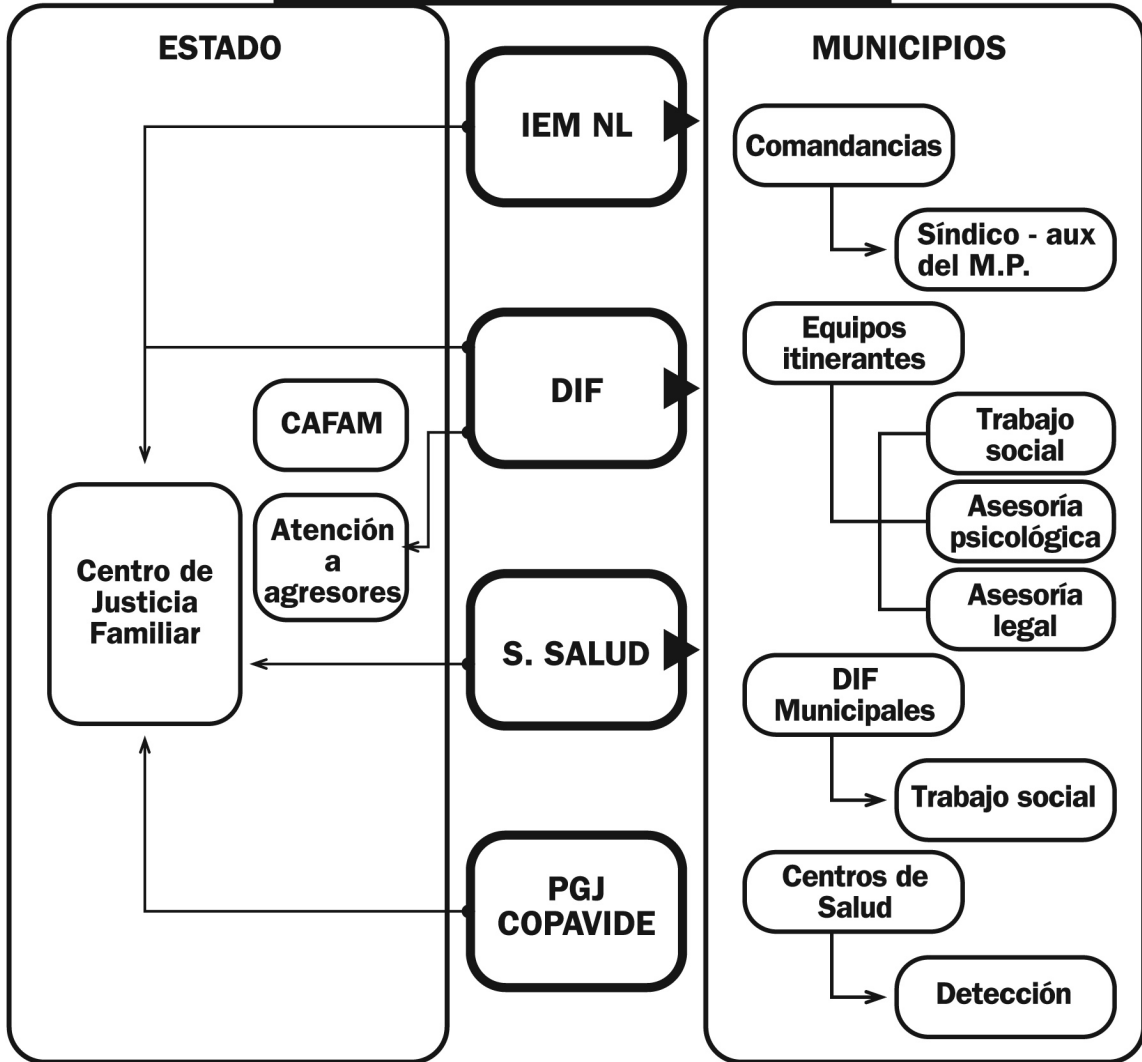 ESTADO
CAFAM
Atención
a
agresores
Centro de
Justicia
Familiar
IEM NL
DIF
S. SALUD
PGJ
COPAVIDE
MUNICIPIOS
Comandancias
Síndico - aux
del M.P.
Equipos
itinerantes
Trabajo
social
Asesoría
psicológica
Asesoría
legal
DIF
Municipales
Trabajo social
Centros de
Salud
Detección